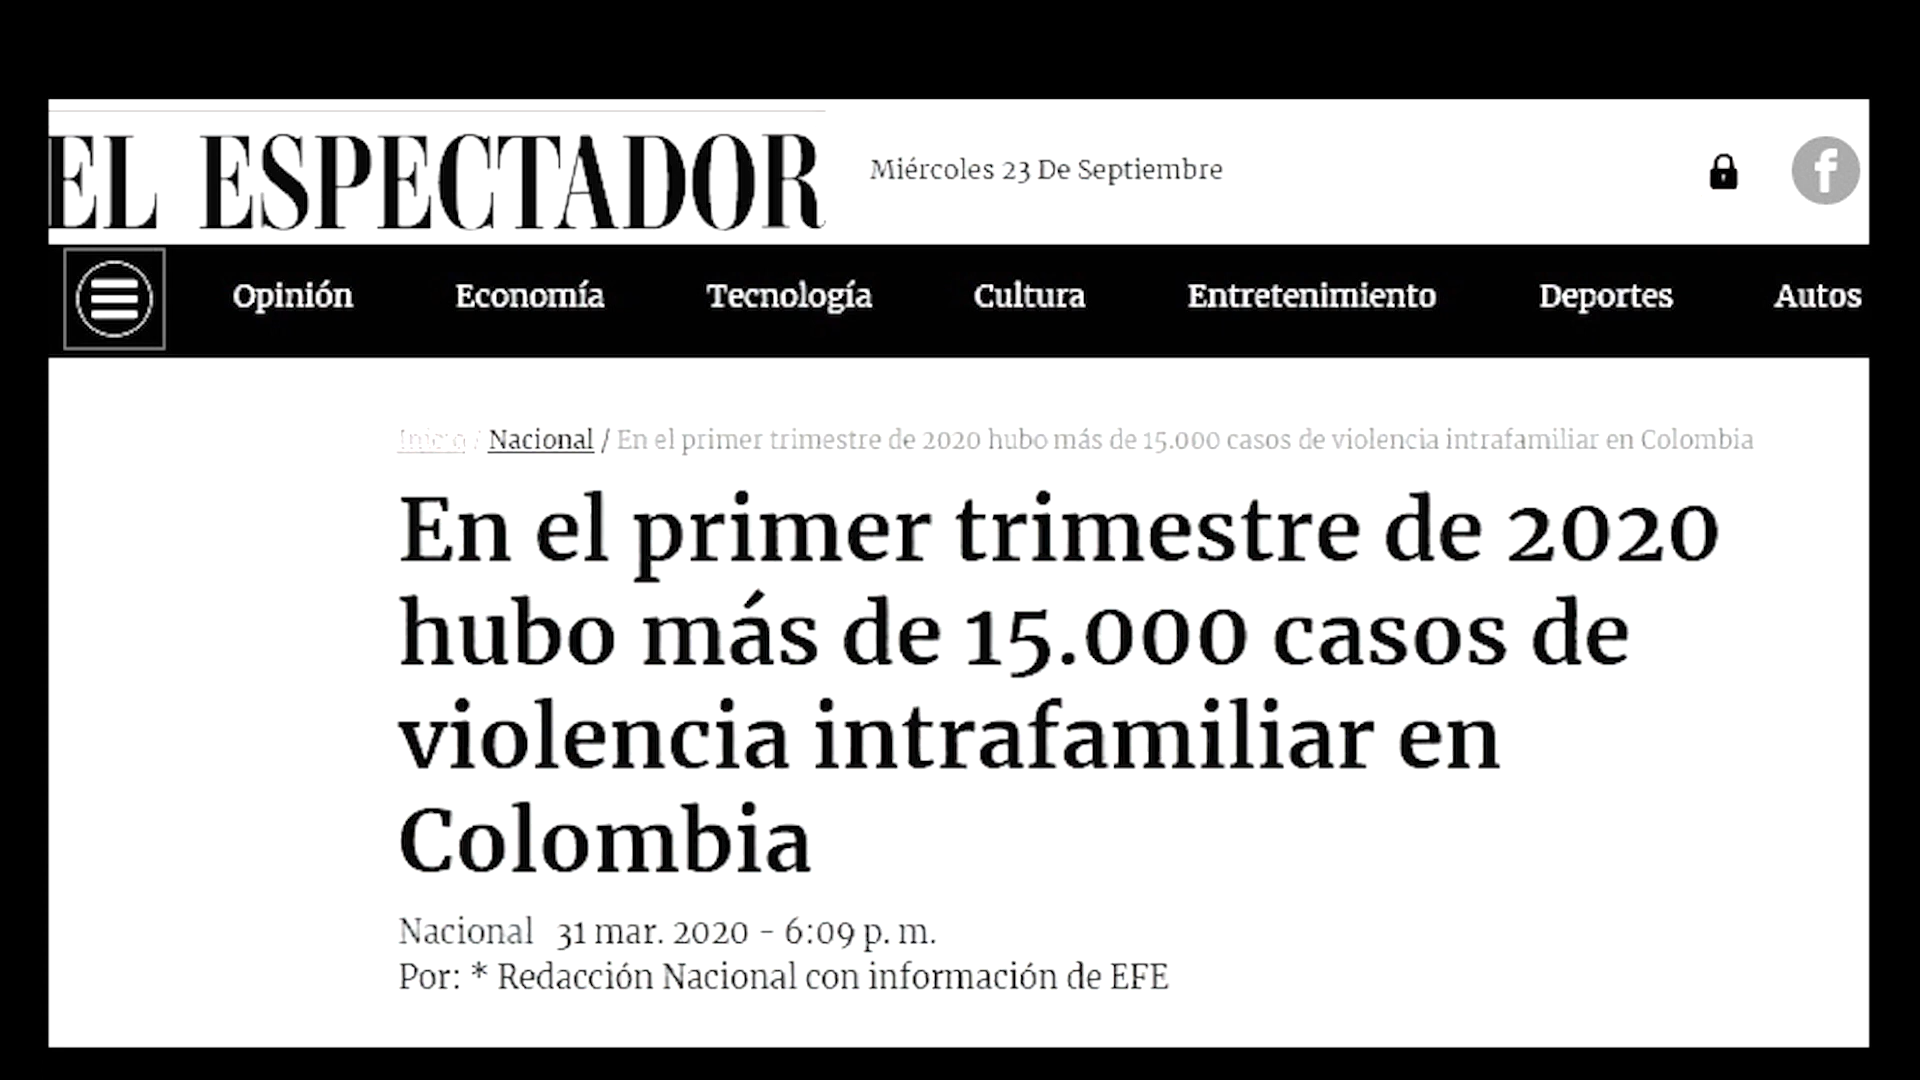 EL ESPECTADOR
Miércoles 23 De Septiembre
f
Opinión Economía Tecnología Cultura Entretenimiento Deportes Autos
Inicio / Nacional / En el primer trimestre de 2020 hubo más de 15.000 casos de violencia intrafamiliar en Colombia
En el primer trimestre de 2020
hubo más de 15.000 casos de
violencia intrafamiliar en
Colombia
Nacional 31 mar. 2020 - 6:09 p. m.
Por: * Redacción Nacional con información de EFE